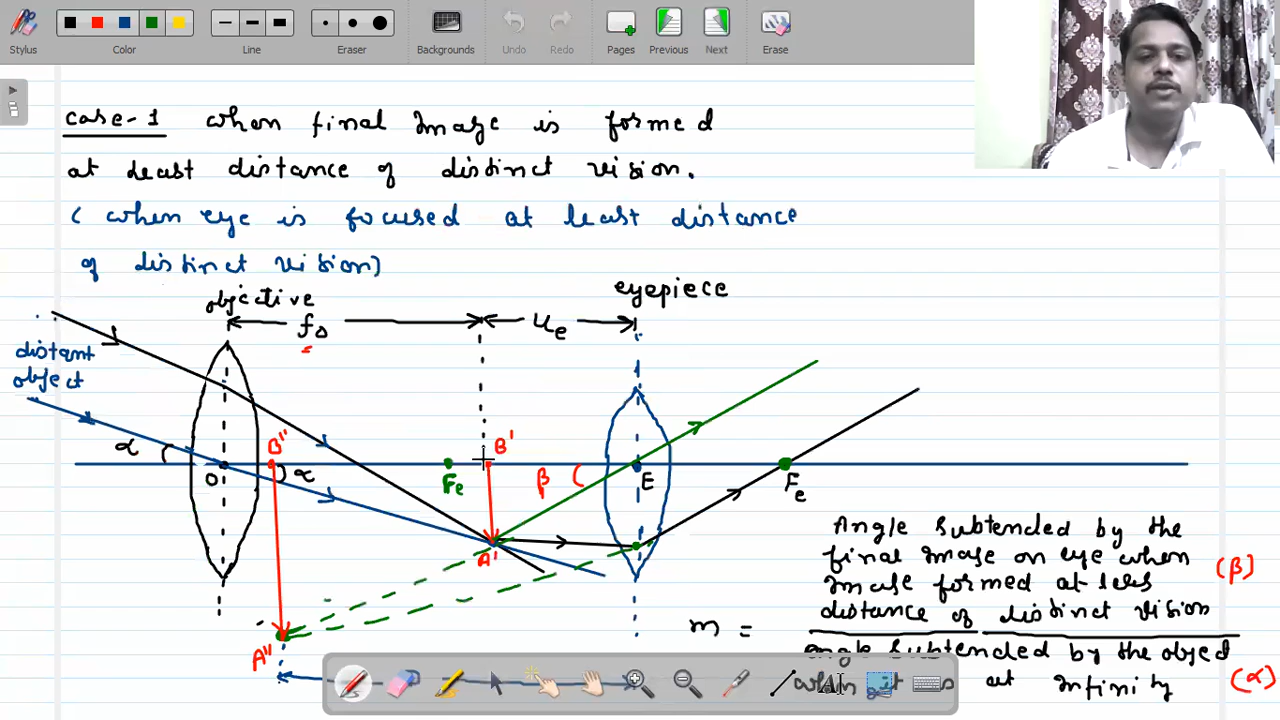 Stylus Color Line Eraser Backgrounds Undo Redo Pages Previous Next Erase
Case-1 when final Image is formed
at least distance of distinct vision.
( when eye is focused at least distance
of distinct vision)
objective
eyepiece
fo
ue
distant
object
α
B"
α
B'
β
O
Fe
E
Fe
A'
A"
Angle Subtended by the
final Image on eye when
Image formed at
distance of distinct vision
(β)
m =
angle Subtended by the object
when at Infinity
(α)